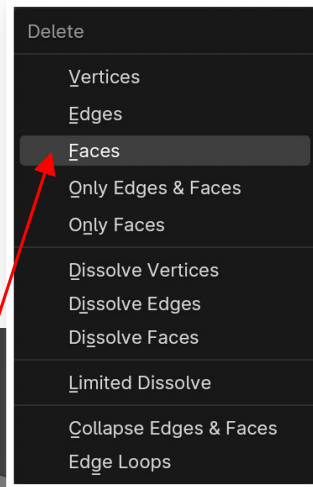 Delete
Vertices
Edges
Faces
Only Edges & Faces
Only Faces
Dissolve Vertices
Dissolve Edges
Dissolve Faces
Limited Dissolve
Collapse Edges & Faces
Edge Loops